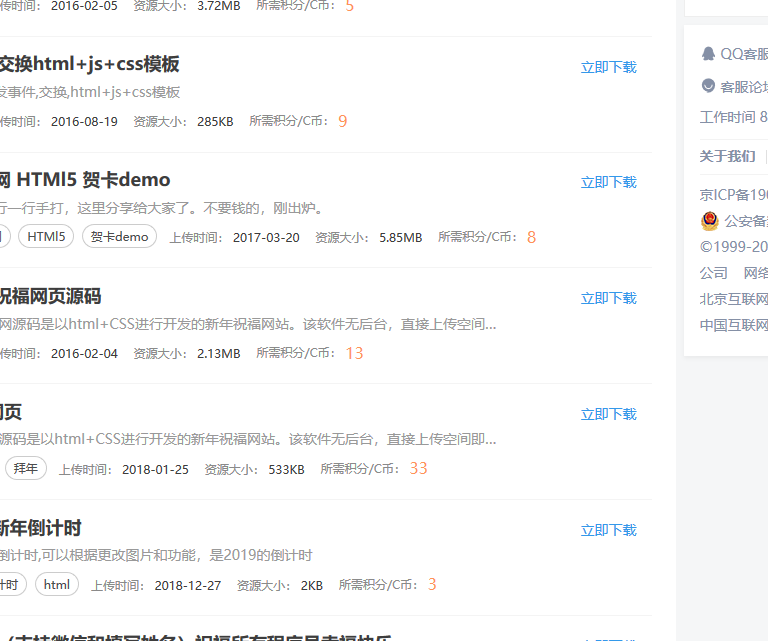 传时间： 2016-02-05 资源大小： 3.72MB 所需积分/C币： 5
交换html+js+css模板
立即下载
发事件,交换,html+js+css模板
传时间： 2016-08-19 资源大小： 285KB 所需积分/C币： 9
网 HTMl5 贺卡demo
立即下载
行一行手打，这里分享给大家了。不要钱的，刚出炉。
HTMl5 贺卡demo 上传时间： 2017-03-20 资源大小： 5.85MB 所需积分/C币： 8
祝福网页源码
立即下载
网源码是以html+CSS进行开发的新年祝福网站。该软件无后台，直接上传空间...
传时间： 2016-02-04 资源大小： 2.13MB 所需积分/C币： 13
网页
立即下载
源码是以html+CSS进行开发的新年祝福网站。该软件无后台，直接上传空间即...
拜年 上传时间： 2018-01-25 资源大小： 533KB 所需积分/C币： 33
新年倒计时
立即下载
倒计时,可以根据更改图片和功能，是2019的倒计时
计时 html 上传时间： 2018-12-27 资源大小： 2KB 所需积分/C币： 3
QQ客服
客服论坛
工作时间 8
关于我们
京ICP备190
公安备
©1999-20
公司 网络
北京互联网
中国互联网